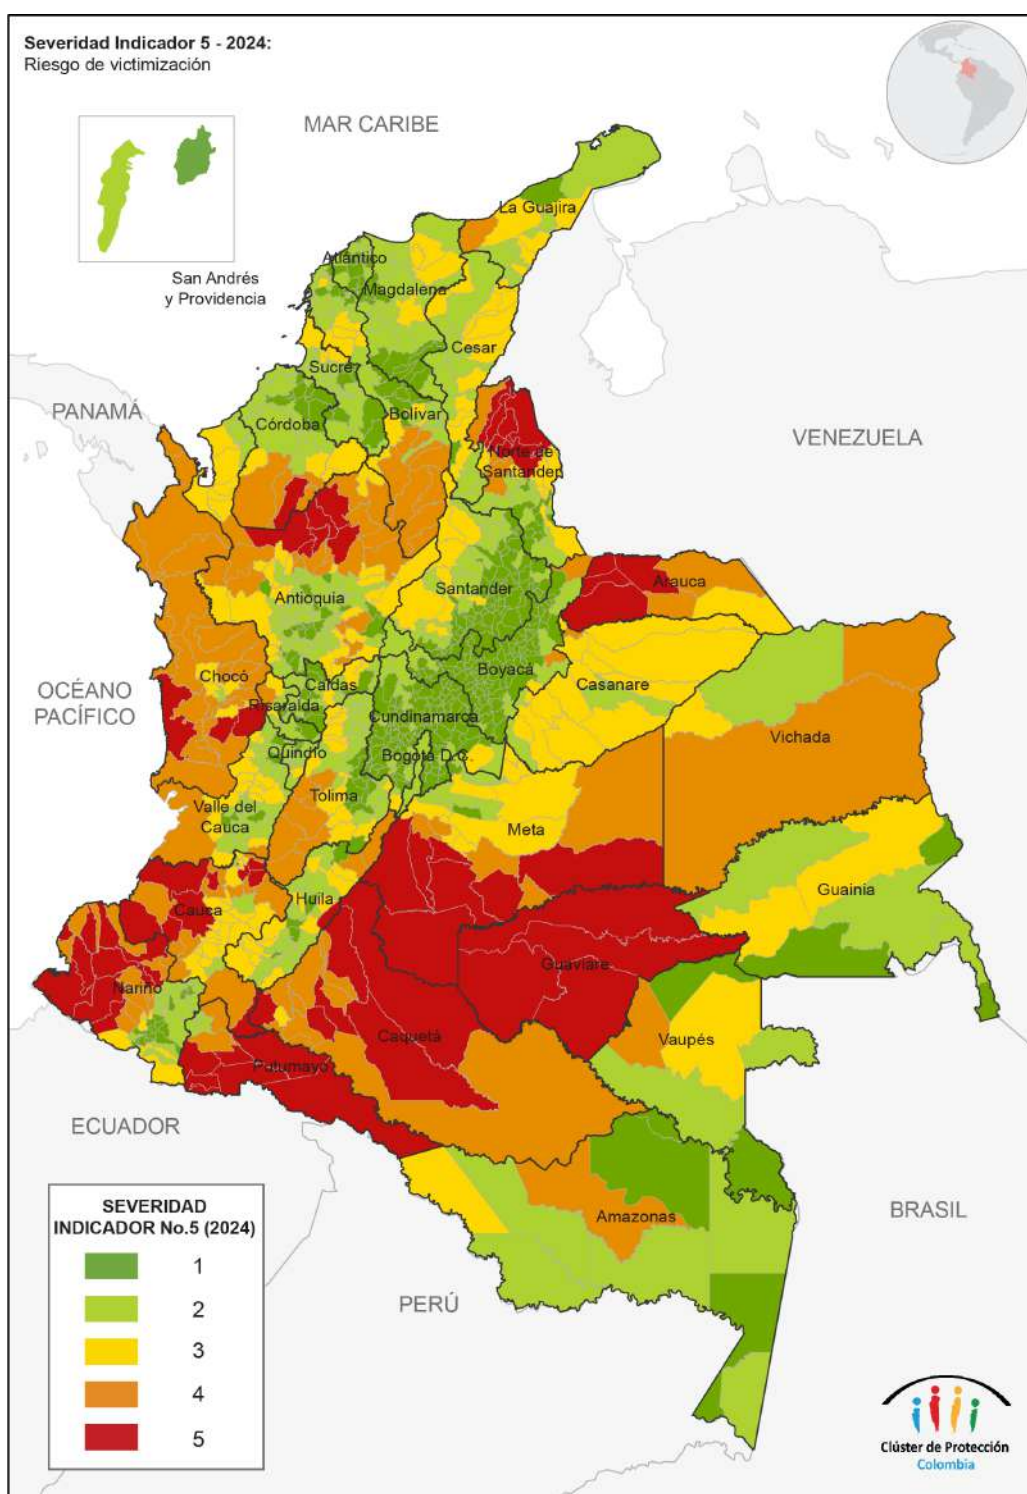 Severidad Indicador 5 - 2024:
Riesgo de victimización
MAR CARIBE
La Guajira
Atlántico
San Andrés
y Providencia
Magdalena
Cesar
Sucre
PANAMÁ
Córdoba
Bolívar
VENEZUELA
Norte de
Santander
Arauca
Antioquia
Santander
Chocó
Caldas
Boyacá
Casanare
OCÉANO
PACÍFICO
Risaralda
Cundinamarca
Vichada
Quindío
Bogotá D.C.
Tolima
Valle del
Cauca
Meta
Guainía
Huila
Cauca
Guaviare
Nariño
Caquetá
Vaupés
Putumayo
ECUADOR
BRASIL
Amazonas
PERÚ
SEVERIDAD
INDICADOR No.5 (2024)
1
2
3
4
5
Clúster de Protección
Colombia